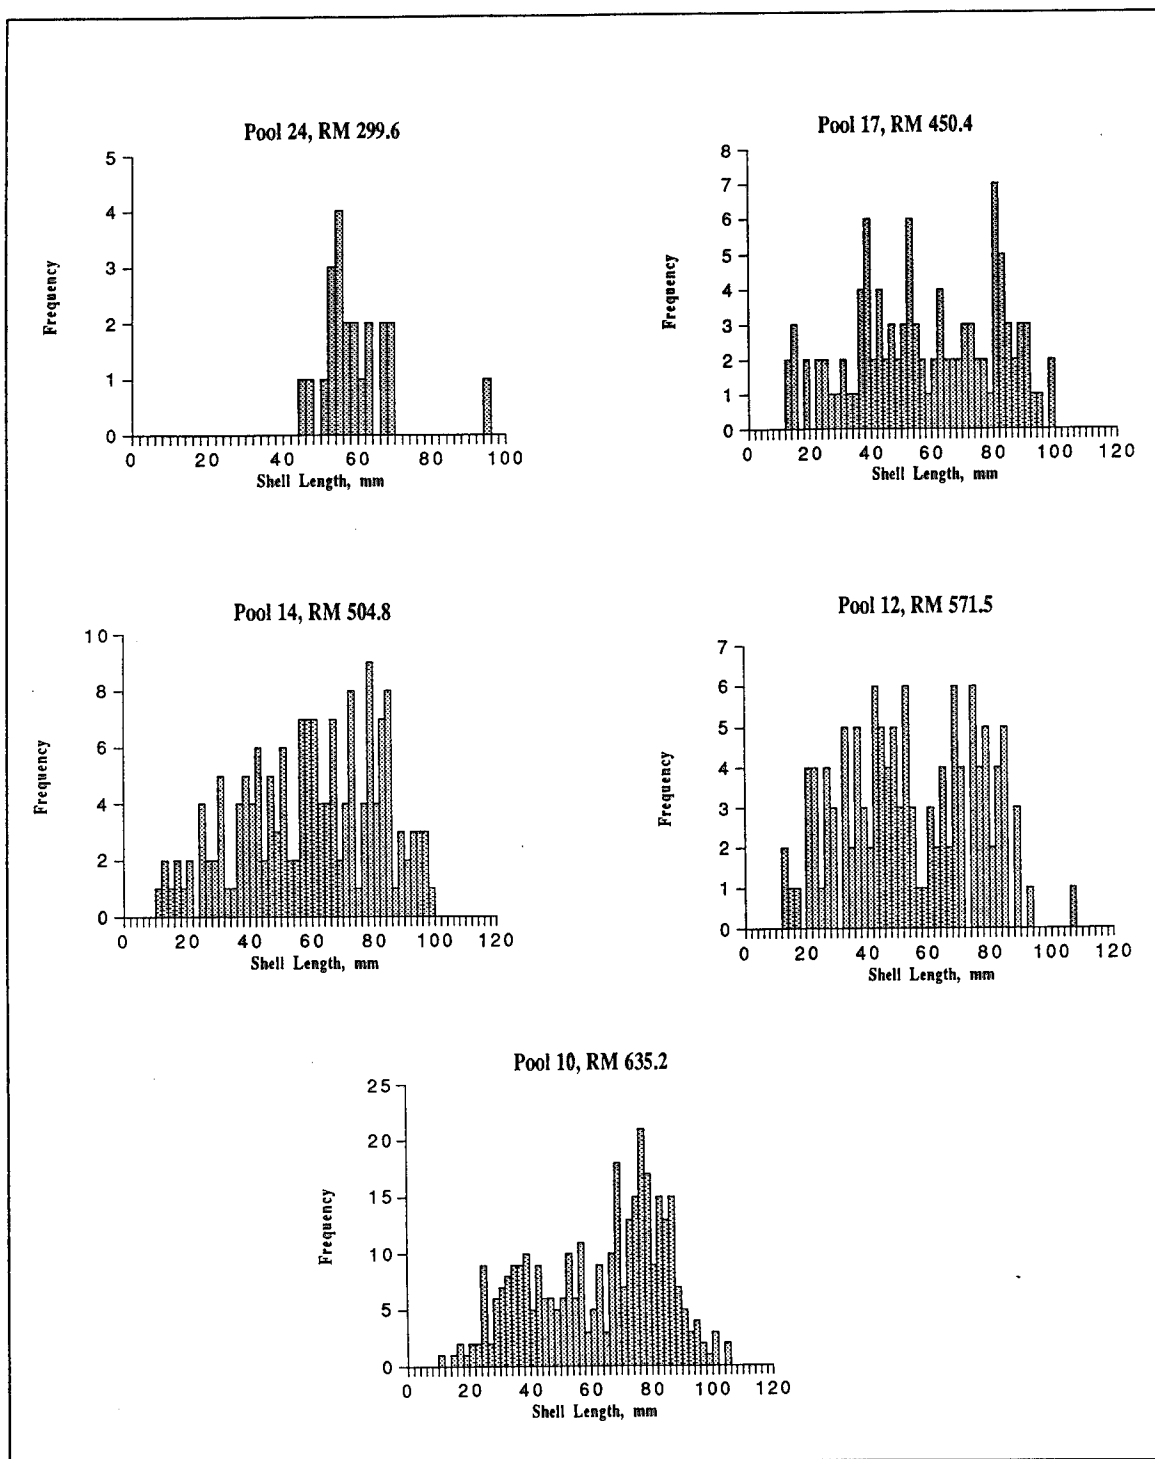 Pool 24, RM 299.6
5
4
3
2
1
0
Frequency
0 20 40 60 80 100
Shell Length, mm
Pool 17, RM 450.4
8
7
6
5
4
3
2
1
0
Frequency
0 20 40 60 80 100 120
Shell Length, mm
Pool 14, RM 504.8
10
8
6
4
2
0
Frequency
0 20 40 60 80 100 120
Shell Length, mm
Pool 12, RM 571.5
7
6
5
4
3
2
1
0
Frequency
0 20 40 60 80 100 120
Shell Length, mm
Pool 10, RM 635.2
25
20
15
10
5
0
Frequency
0 20 40 60 80 100 120
Shell Length, mm